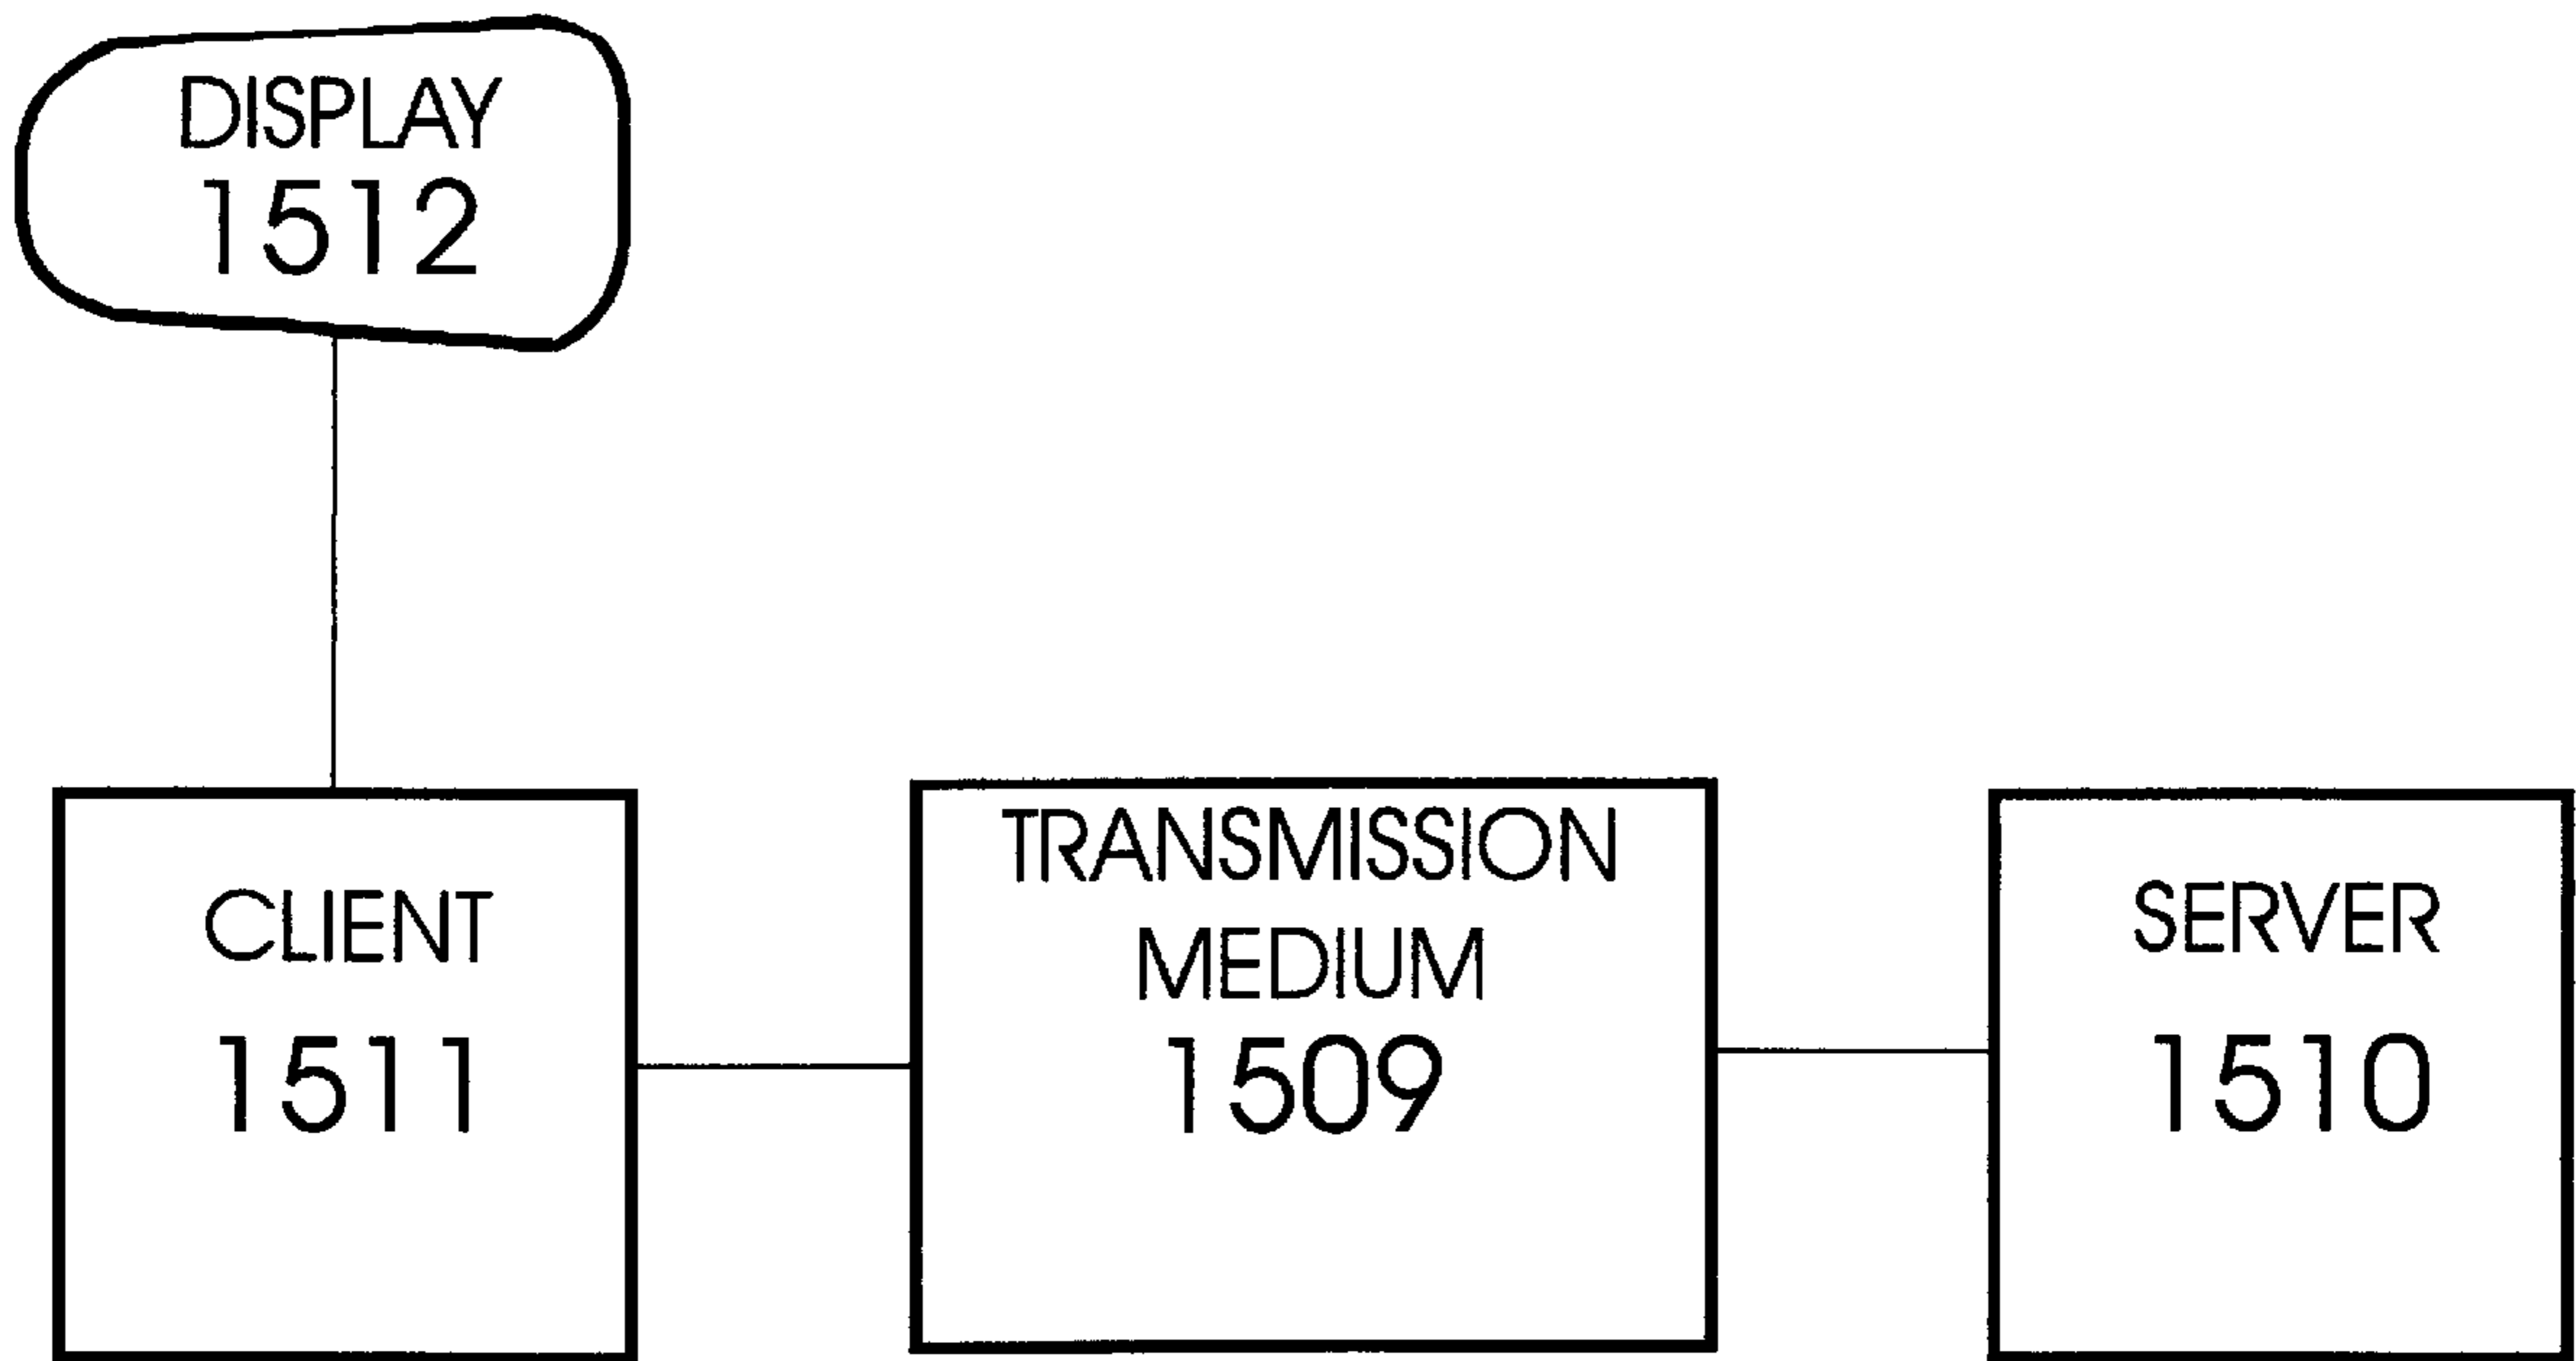 DISPLAY
1512
CLIENT
1511
TRANSMISSION
MEDIUM
1509
SERVER
1510